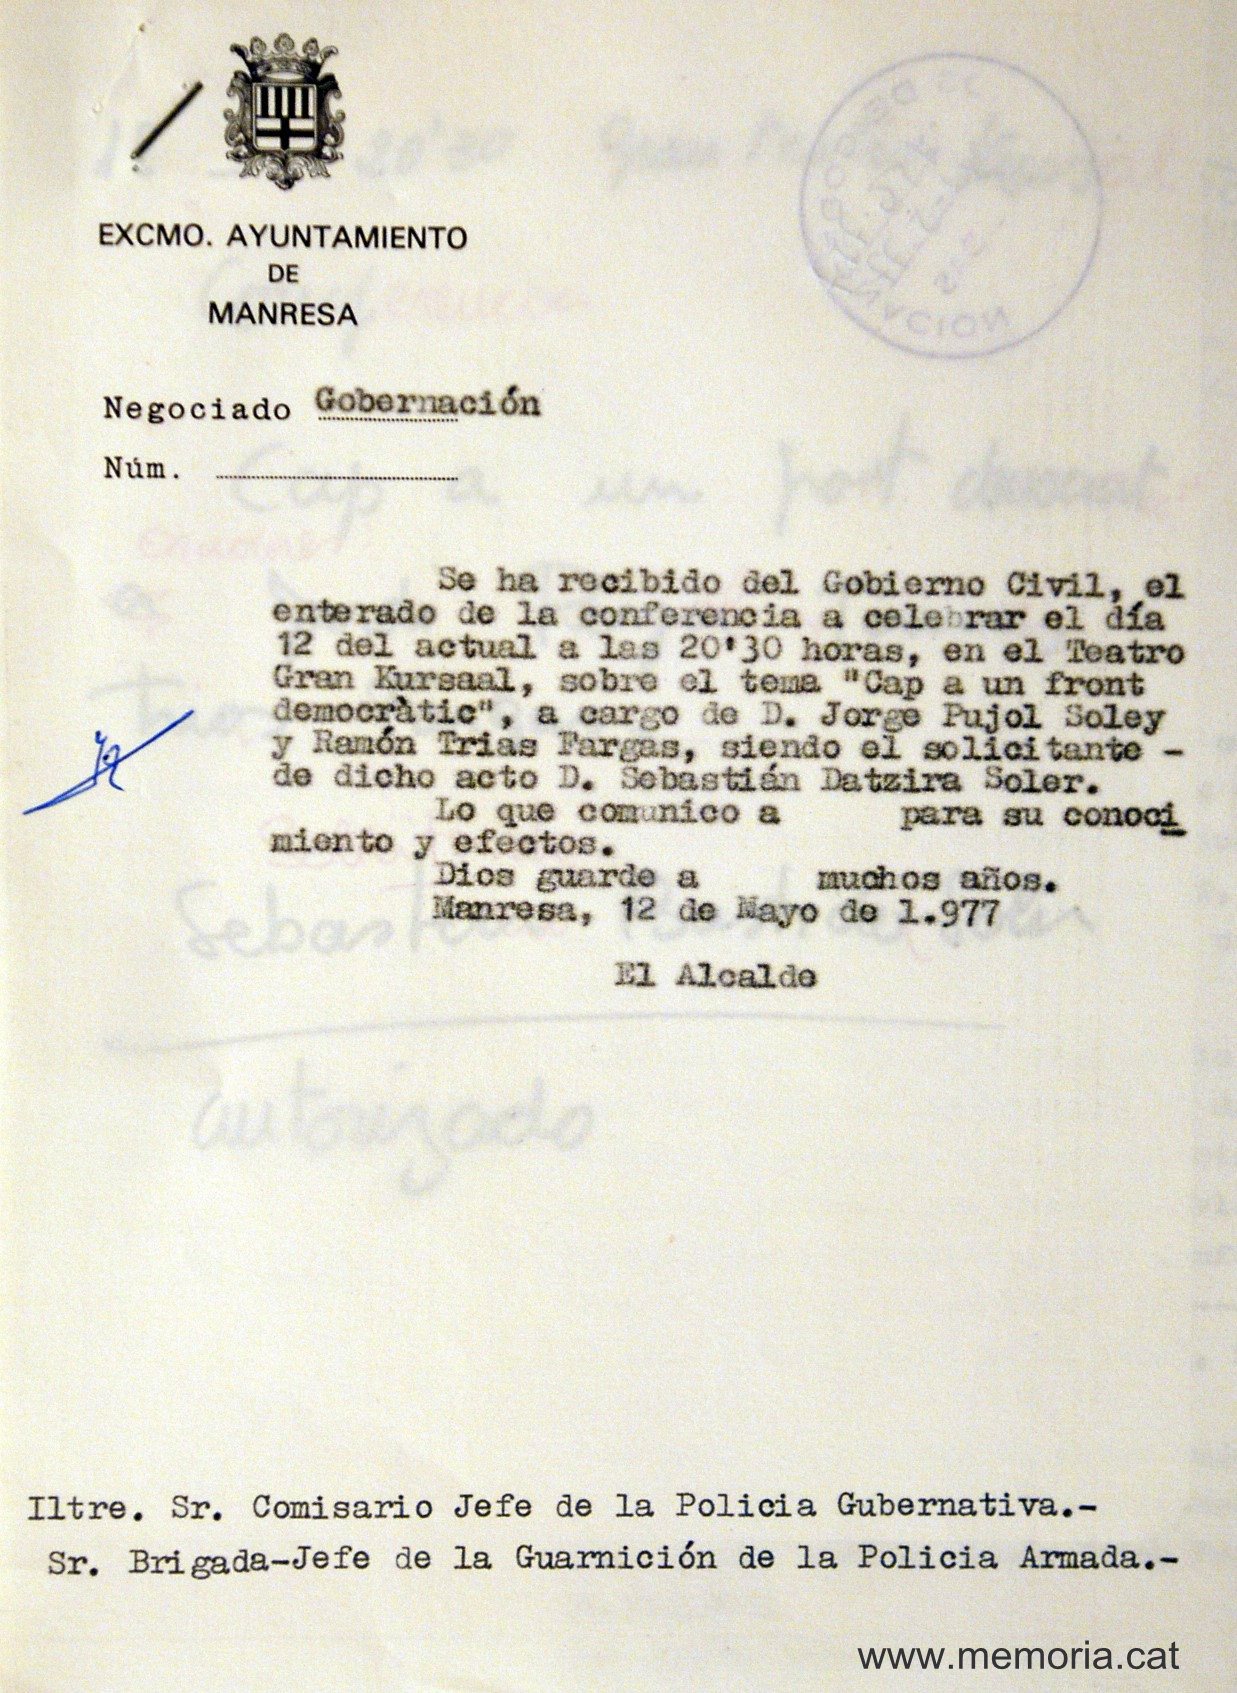 EXCMO. AYUNTAMIENTO
DE
MANRESA
Negociado Gobernación
Núm.
Se ha recibido del Gobierno Civil, el
enterado de la conferencia a celebrar el día
12 del actual a las 20'30 horas, en el Teatro
Gran Kursaal, sobre el tema "Cap a un front
democràtic", a cargo de D. Jorge Pujol Soley
y Ramón Trias Fargas, siendo el solicitante -
de dicho acto D. Sebastián Datzira Soler.
Lo que comunico a para su conoci
miento y efectos.
Dios guarde a muchos años.
Manresa, 12 de Mayo de 1.977
El Alcalde
autorizado
Iltre. Sr. Comisario Jefe de la Policia Gubernativa.-
Sr. Brigada-Jefe de la Guarnición de la Policia Armada.-
www.memoria.cat